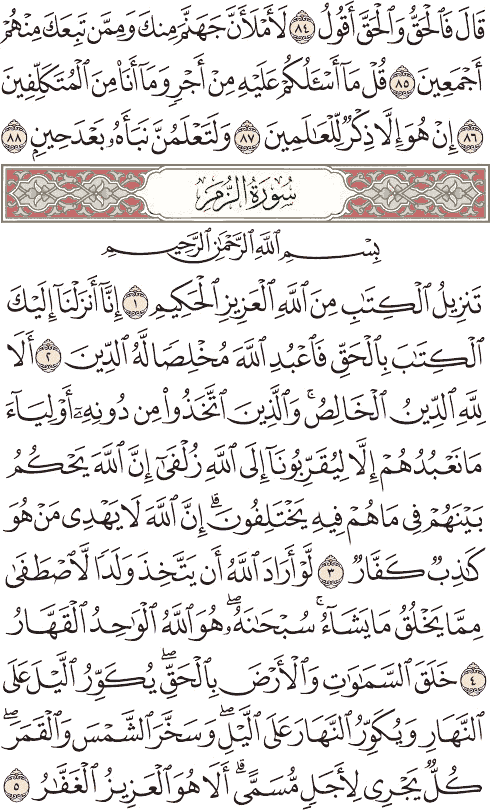 قَالَ فَٱلْحَقُّ وَٱلْحَقَّ أَقُولُ ٨٤ لَأَمْلَأَنَّ جَهَنَّمَ مِنكَ وَمِمَّن تَبِعَكَ مِنْهُمْ
أَجْمَعِينَ ٨٥ قُلْ مَآ أَسْـَٔلُكُمْ عَلَيْهِ مِنْ أَجْرٍ وَمَآ أَنَا۠ مِنَ ٱلْمُتَكَلِّفِينَ
٨٦ إِنْ هُوَ إِلَّا ذِكْرٌ لِّلْعَـٰلَمِينَ ٨٧ وَلَتَعْلَمُنَّ نَبَأَهُۥ بَعْدَ حِينٍۭ ٨٨
سُورَةُ الزُّمَرِ
بِسْمِ ٱللَّهِ ٱلرَّحْمَـٰنِ ٱلرَّحِيمِ
تَنزِيلُ ٱلْكِتَـٰبِ مِنَ ٱللَّهِ ٱلْعَزِيزِ ٱلْحَكِيمِ ١ إِنَّآ أَنزَلْنَآ إِلَيْكَ
ٱلْكِتَـٰبَ بِٱلْحَقِّ فَٱعْبُدِ ٱللَّهَ مُخْلِصًا لَّهُ ٱلدِّينَ ٢ أَلَا
لِلَّهِ ٱلدِّينُ ٱلْخَالِصُ ۚ وَٱلَّذِينَ ٱتَّخَذُوا۟ مِن دُونِهِۦٓ أَوْلِيَآءَ
مَا نَعْبُدُهُمْ إِلَّا لِيُقَرِّبُونَآ إِلَى ٱللَّهِ زُلْفَىٰٓ إِنَّ ٱللَّهَ يَحْكُمُ
بَيْنَهُمْ فِى مَا هُمْ فِيهِ يَخْتَلِفُونَ ۗ إِنَّ ٱللَّهَ لَا يَهْدِى مَنْ هُوَ
كَـٰذِبٌ كَفَّارٌ ٣ لَّوْ أَرَادَ ٱللَّهُ أَن يَتَّخِذَ وَلَدًا لَّٱصْطَفَىٰ
مِمَّا يَخْلُقُ مَا يَشَآءُ ۚ سُبْحَـٰنَهُۥ ۖ هُوَ ٱللَّهُ ٱلْوَٰحِدُ ٱلْقَهَّارُ
٤ خَلَقَ ٱلسَّمَـٰوَٰتِ وَٱلْأَرْضَ بِٱلْحَقِّ ۖ يُكَوِّرُ ٱلَّيْلَ عَلَى
ٱلنَّهَارِ وَيُكَوِّرُ ٱلنَّهَارَ عَلَى ٱلَّيْلِ ۖ وَسَخَّرَ ٱلشَّمْسَ وَٱلْقَمَرَ ۖ
كُلٌّ يَجْرِى لِأَجَلٍ مُّسَمًّى ۗ أَلَا هُوَ ٱلْعَزِيزُ ٱلْغَفَّـٰرُ ٥